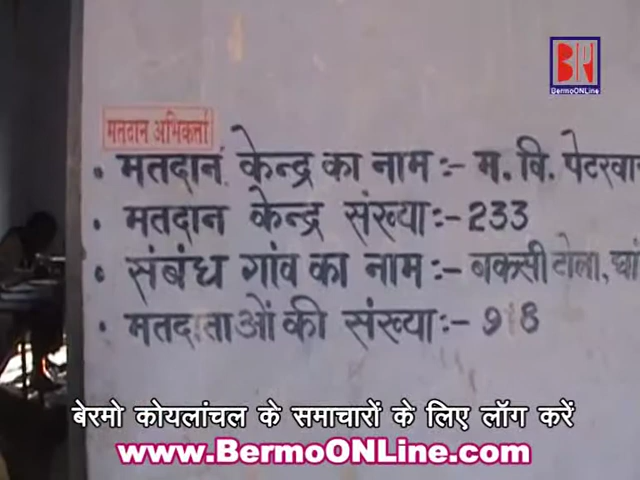 BR
BermoONLine
मतदान अभिकर्ता
• मतदान केन्द्र का नाम :- म. वि. पेटरवा
• मतदान केन्द्र संख्या :- 233
• संबंध गांव का नाम :- बकसी टोला,
• मतदाताओं की संख्या :- 918
बेरमो कोयलांचल के समाचारों के लिए लॉग करें
www.BermoONLine.com